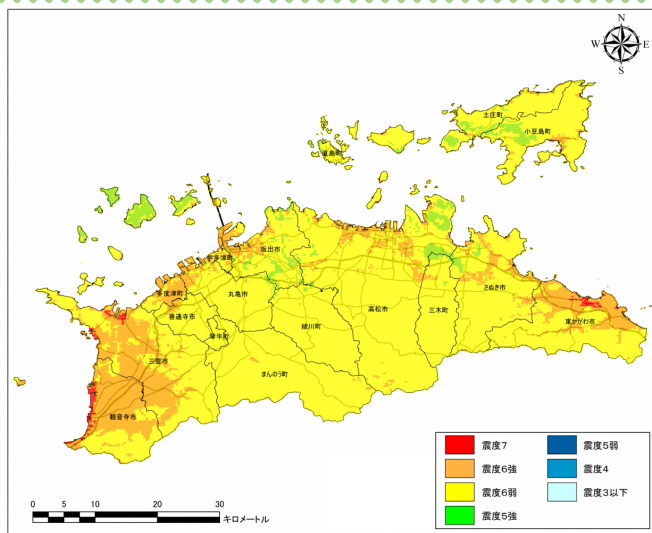 N
W
E
S
土庄町
小豆島町
直島町
坂出市
宇多津町
多度津町
丸亀市
善通寺市
高松市
さぬき市
三木町
綾川町
東かがわ市
琴平町
三豊市
まんのう町
観音寺市
震度7
震度5弱
震度6強
震度4
震度6弱
震度3以下
震度5強
0 5 10 20 30
キロメートル